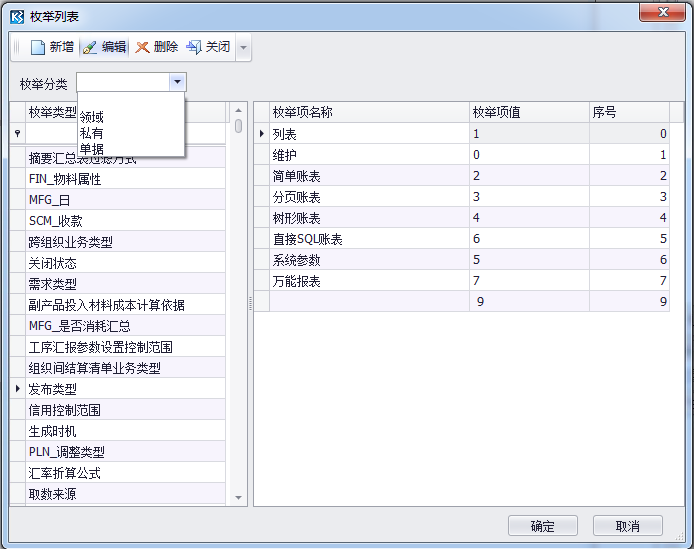 K3 枚举列表
新增 编辑 删除 关闭
枚举分类
领域
私有
单据
枚举类型
摘要汇总表过滤方式
FIN_物料属性
MFG_日
SCM_收款
跨组织业务类型
关闭状态
需求类型
副产品投入材料成本计算依据
MFG_是否消耗汇总
工序汇报参数设置控制范围
组织间结算清单业务类型
发布类型
信用控制范围
生成时机
PLN_调整类型
汇率折算公式
取数来源
枚举项名称 枚举项值 序号
列表 1 0
维护 0 1
简单账表 2 2
分页账表 3 3
树形账表 4 4
直接SQL账表 6 5
系统参数 5 6
万能报表 7 7
9 9
确定 取消